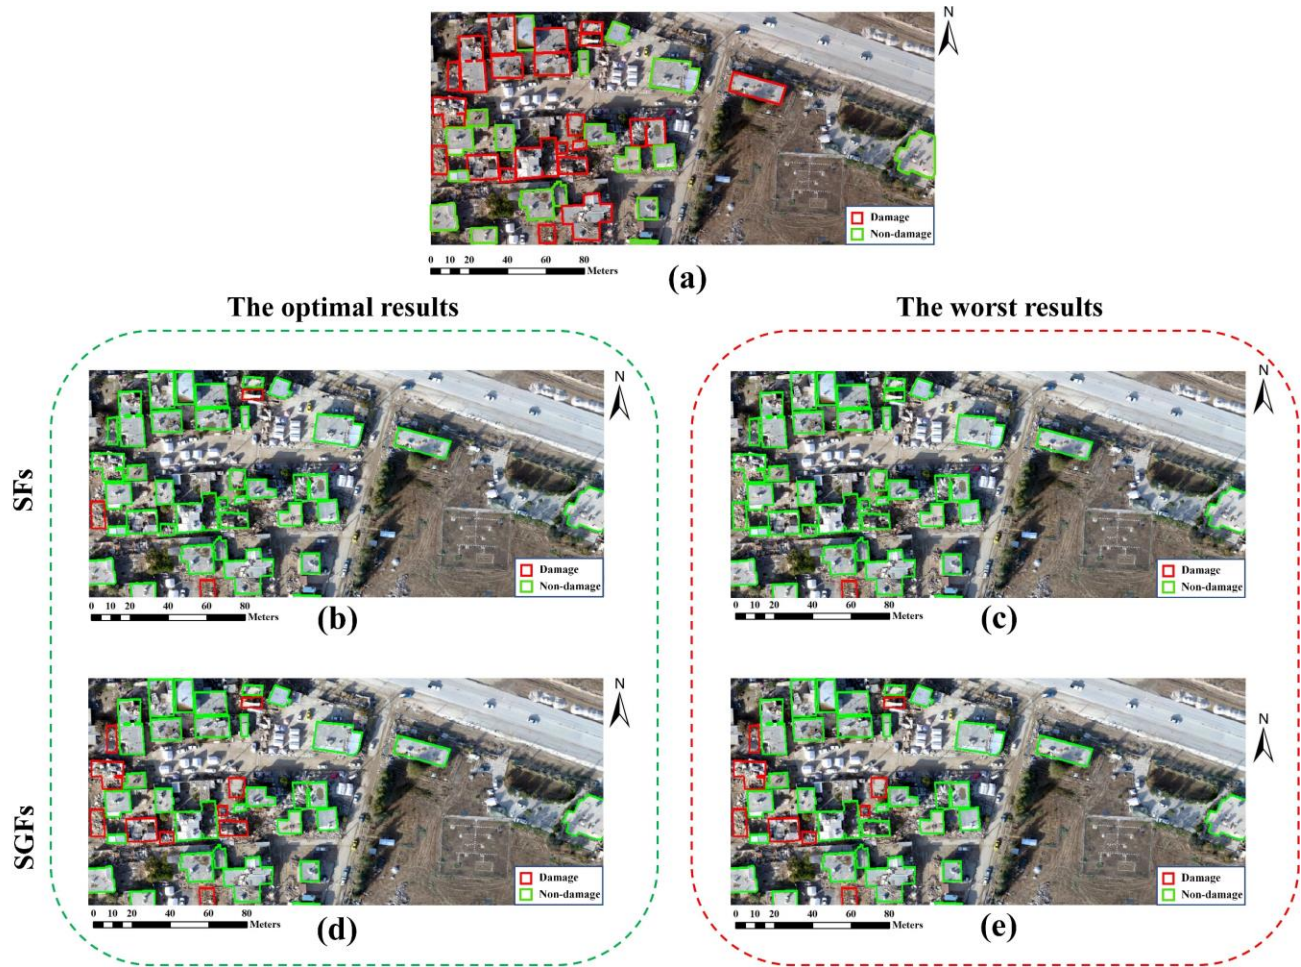 N
Damage
Non-damage
0 10 20 40 60 80
Meters
(a)
The optimal results
The worst results
SFs
N
Damage
Non-damage
0 10 20 40 60 80
Meters
(b)
N
Damage
Non-damage
0 10 20 40 60 80
Meters
(c)
SGFs
N
Damage
Non-damage
0 10 20 40 60 80
Meters
(d)
N
Damage
Non-damage
0 10 20 40 60 80
Meters
(e)